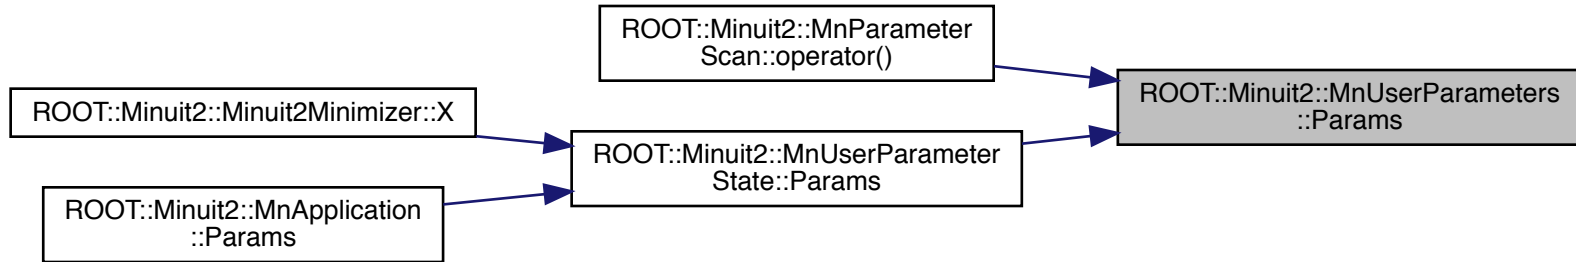 ROOT::Minuit2::MnParameter
Scan::operator()
ROOT::Minuit2::MnUserParameters
::Params
ROOT::Minuit2::Minuit2Minimizer::X
ROOT::Minuit2::MnUserParameter
State::Params
ROOT::Minuit2::MnApplication
::Params